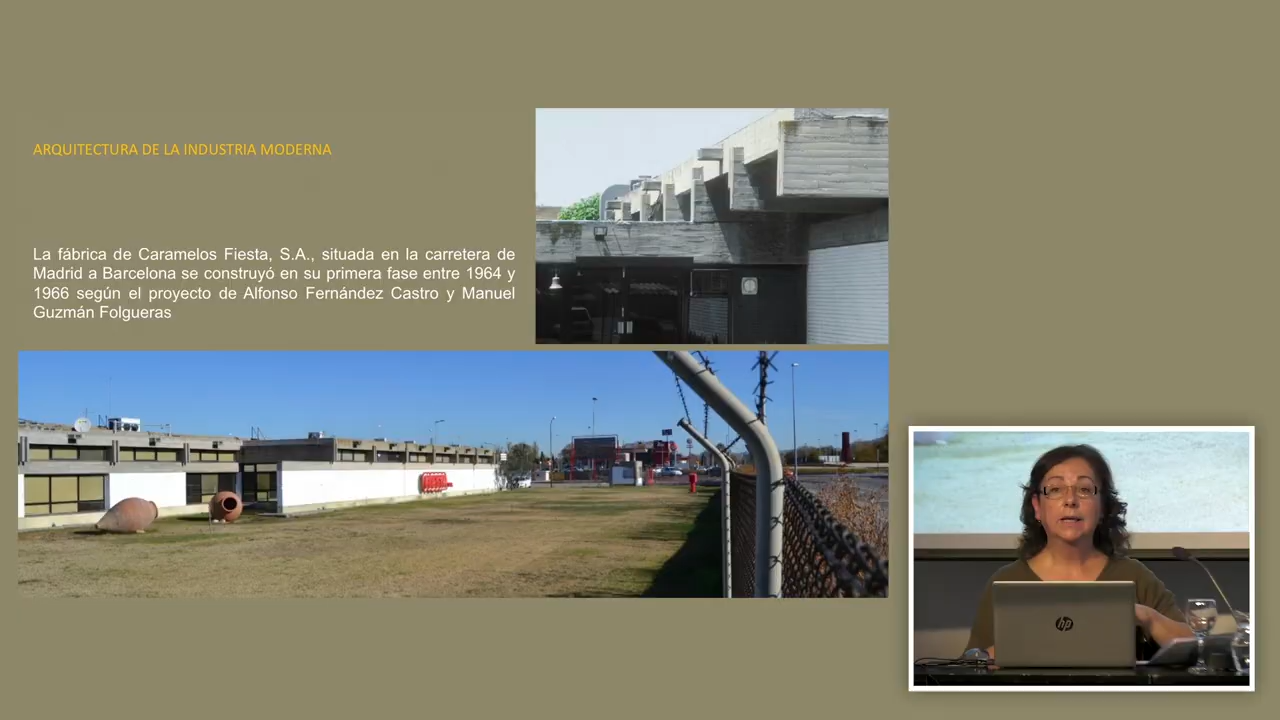 ARQUITECTURA DE LA INDUSTRIA MODERNA
La fábrica de Caramelos Fiesta, S.A., situada en la carretera de
Madrid a Barcelona se construyó en su primera fase entre 1964 y
1966 según el proyecto de Alfonso Fernández Castro y Manuel
Guzmán Folgueras
hp